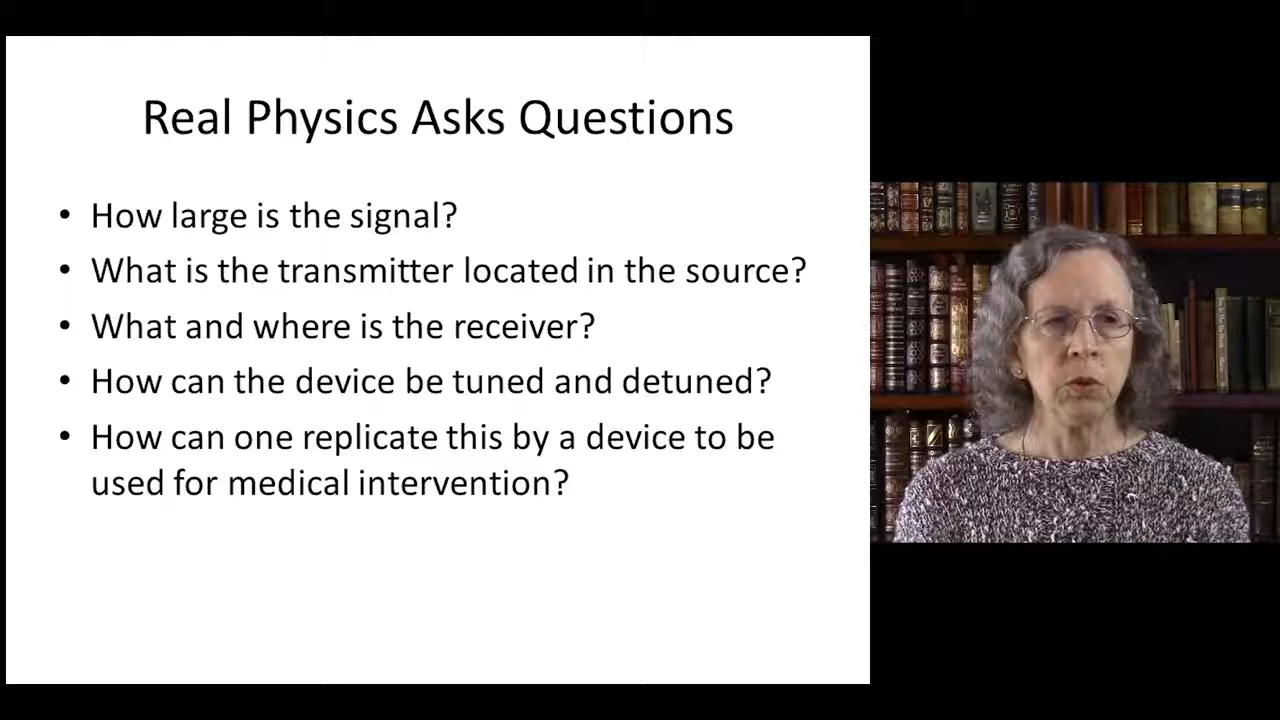 Real Physics Asks Questions
• How large is the signal?
• What is the transmitter located in the source?
• What and where is the receiver?
• How can the device be tuned and detuned?
• How can one replicate this by a device to be
used for medical intervention?